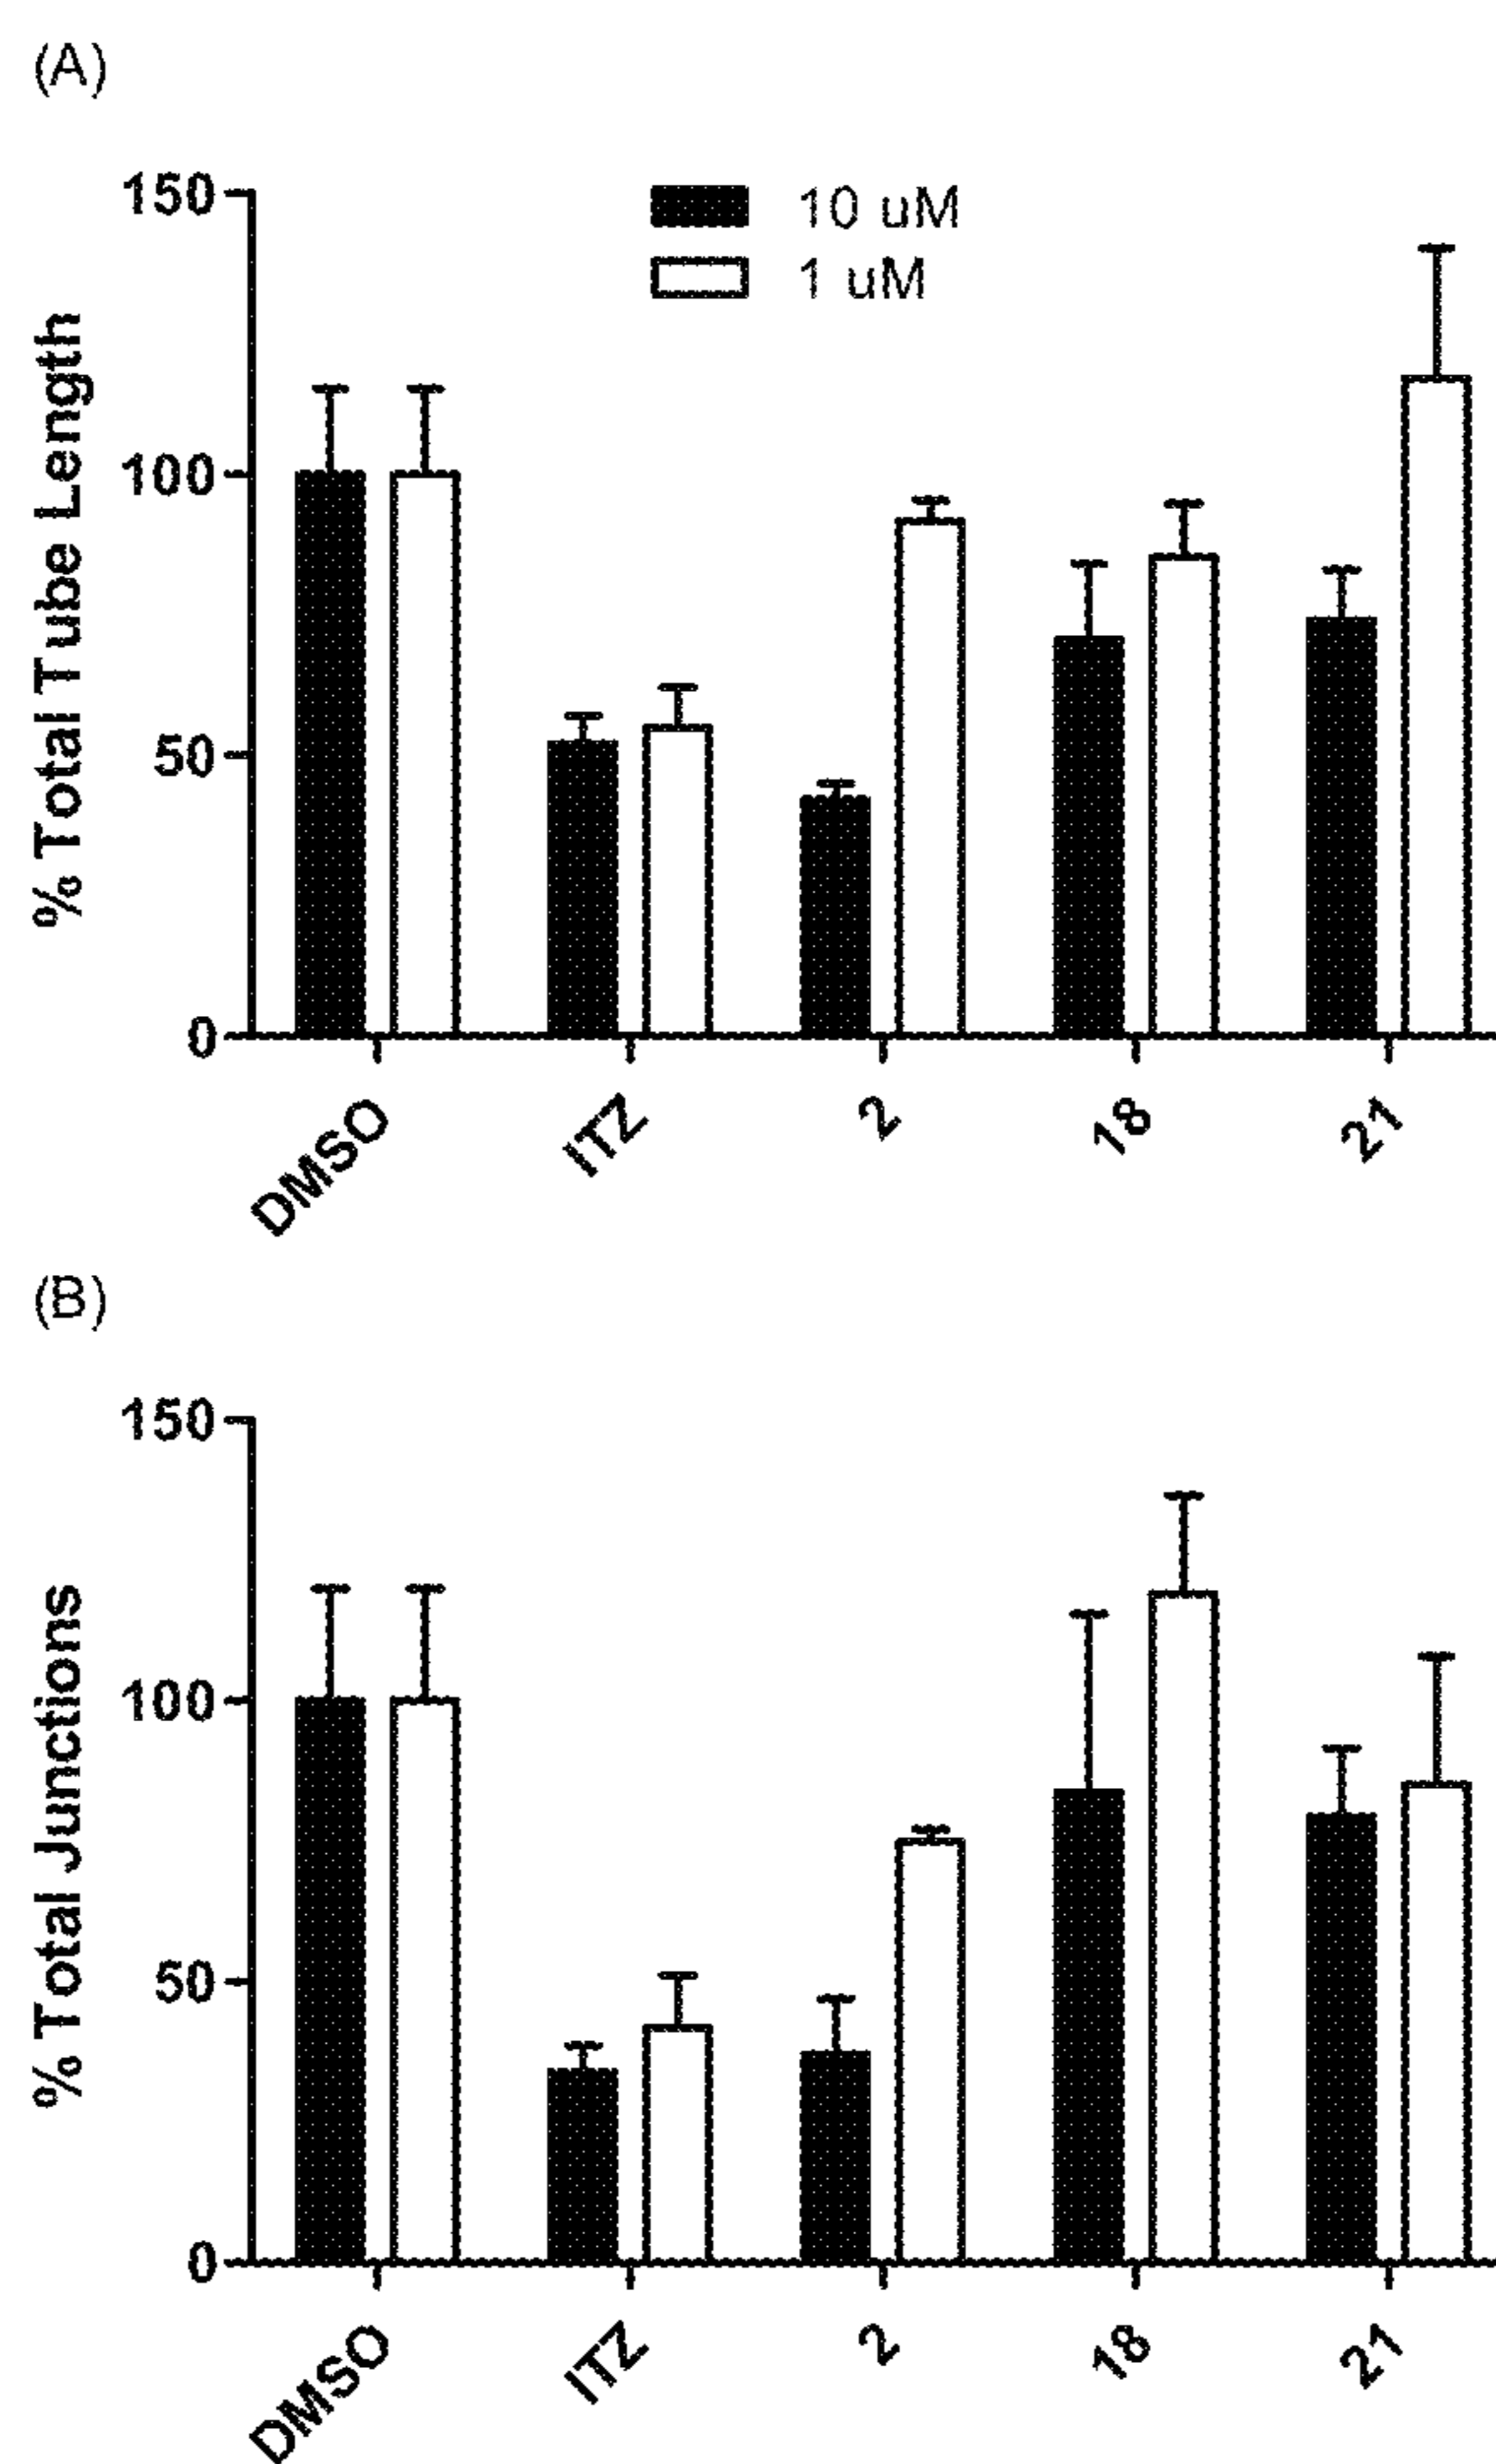 (A)
150
100
50
0
% Total Tube Length
10 uM
1 uM
DMSO
ITZ
2
18
21
(B)
150
100
50
0
% Total Junctions
DMSO
ITZ
2
18
21